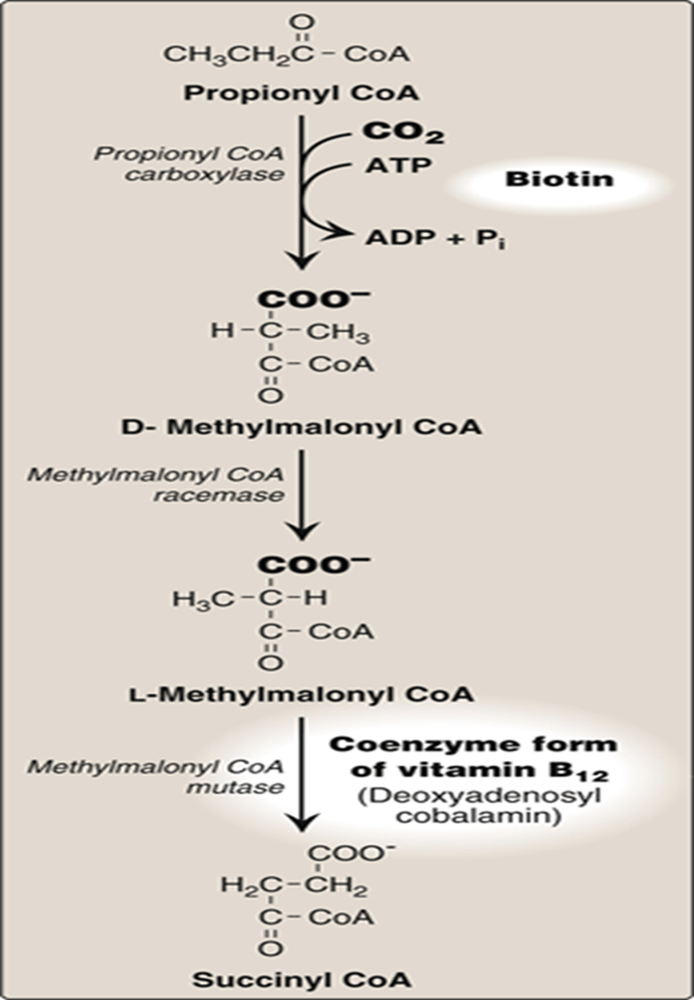 O
||
CH₃CH₂C – CoA
Propionyl CoA
Propionyl CoA
carboxylase
CO₂
ATP
Biotin
ADP + Pᵢ
COO⁻
H – C – CH₃
C – CoA
||
O
D- Methylmalonyl CoA
Methylmalonyl CoA
racemase
COO⁻
H₃C – C – H
C – CoA
||
O
L-Methylmalonyl CoA
Methylmalonyl CoA
mutase
Coenzyme form
of vitamin B₁₂
(Deoxyadenosyl
cobalamin)
COO⁻
H₂C – CH₂
C – CoA
||
O
Succinyl CoA